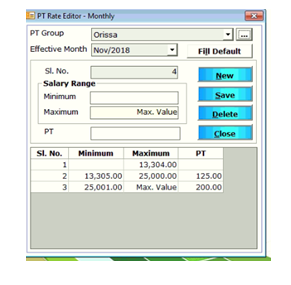 PT Rate Editor - Monthly
PT Group Orissa ...
Effective Month Nov/2018 Fill Default
Sl. No. 4 New
Salary Range
Minimum Save
Maximum Max. Value Delete
PT Close
Sl. No. Minimum Maximum PT
1 13,304.00
2 13,305.00 25,000.00 125.00
3 25,001.00 Max. Value 200.00